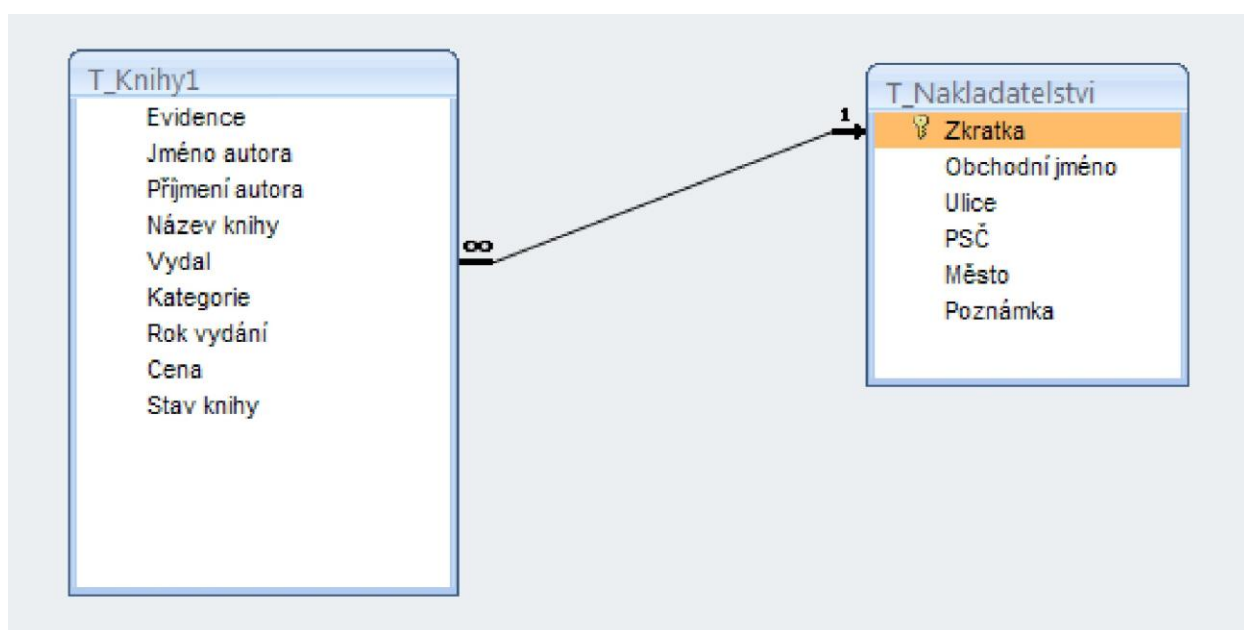 T_Knihy1
Evidence
Jméno autora
Příjmení autora
Název knihy
Vydal
Kategorie
Rok vydání
Cena
Stav knihy
∞
1
T_Nakladatelstvi
Zkratka
Obchodní jméno
Ulice
PSČ
Město
Poznámka